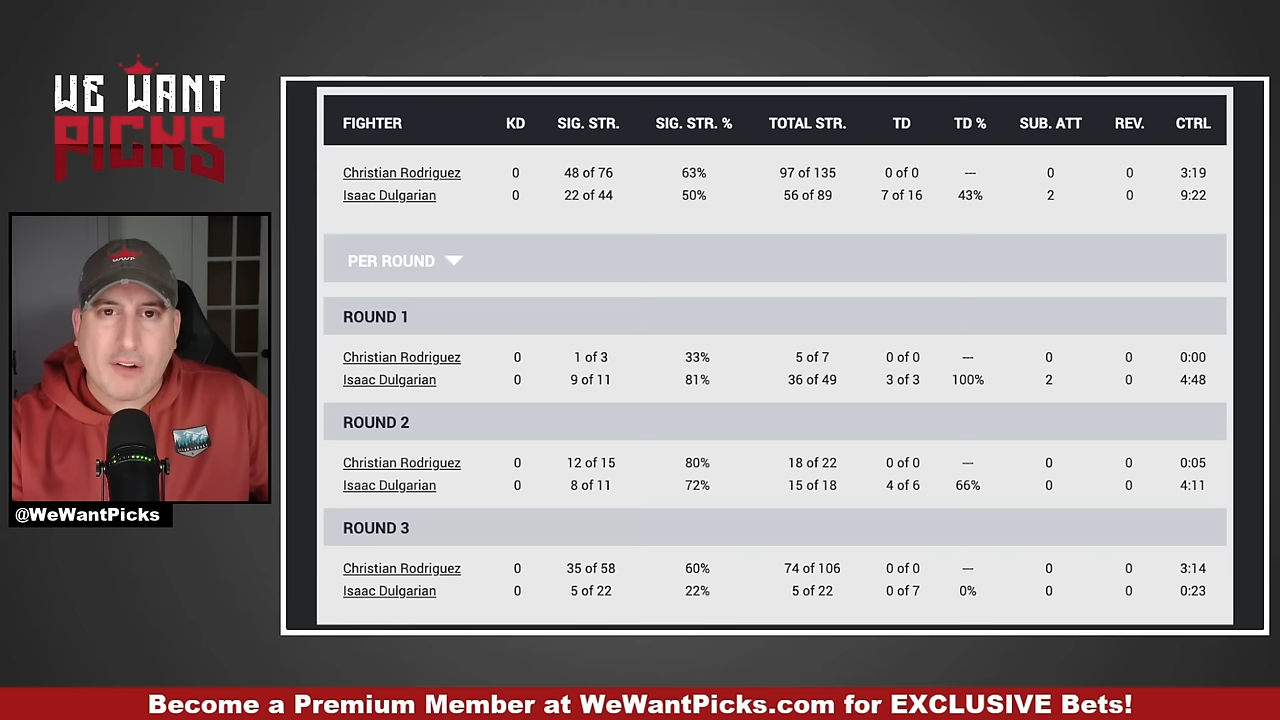 WE WANT
PICKS
@WeWantPicks
FIGHTER KD SIG. STR. SIG. STR. % TOTAL STR. TD TD % SUB. ATT REV. CTRL
Christian Rodriguez 0 48 of 76 63% 97 of 135 0 of 0 --- 0 0 3:19
Isaac Dulgarian 0 22 of 44 50% 56 of 89 7 of 16 43% 2 0 9:22
PER ROUND
ROUND 1
Christian Rodriguez 0 1 of 3 33% 5 of 7 0 of 0 --- 0 0 0:00
Isaac Dulgarian 0 9 of 11 81% 36 of 49 3 of 3 100% 2 0 4:48
ROUND 2
Christian Rodriguez 0 12 of 15 80% 18 of 22 0 of 0 --- 0 0 0:05
Isaac Dulgarian 0 8 of 11 72% 15 of 18 4 of 6 66% 0 0 4:11
ROUND 3
Christian Rodriguez 0 35 of 58 60% 74 of 106 0 of 0 --- 0 0 3:14
Isaac Dulgarian 0 5 of 22 22% 5 of 22 0 of 7 0% 0 0 0:23
Become a Premium Member at WeWantPicks.com for EXCLUSIVE Bets!